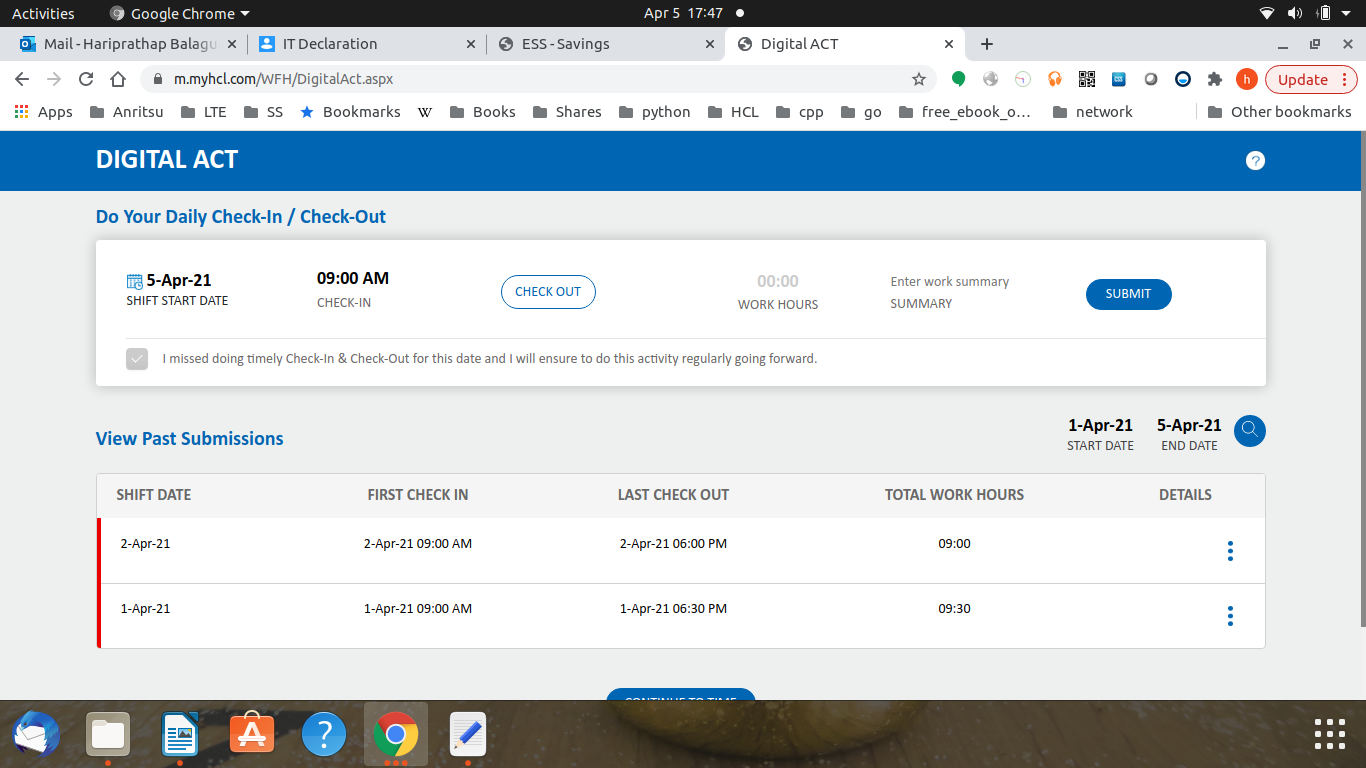 Activities Google Chrome Apr 5 17:47
Mail - Hariprathap Balagu IT Declaration ESS - Savings Digital ACT
m.myhcl.com/WFH/DigitalAct.aspx h Update
Apps Anritsu LTE SS Bookmarks W Books Shares python HCL cpp go free_ebook_o... network Other bookmarks
DIGITAL ACT ?
Do Your Daily Check-In / Check-Out
5-Apr-21 09:00 AM CHECK OUT 00:00 Enter work summary SUBMIT
SHIFT START DATE CHECK-IN WORK HOURS SUMMARY
I missed doing timely Check-In & Check-Out for this date and I will ensure to do this activity regularly going forward.
View Past Submissions 1-Apr-21 5-Apr-21
START DATE END DATE
SHIFT DATE FIRST CHECK IN LAST CHECK OUT TOTAL WORK HOURS DETAILS
2-Apr-21 2-Apr-21 09:00 AM 2-Apr-21 06:00 PM 09:00
1-Apr-21 1-Apr-21 09:00 AM 1-Apr-21 06:30 PM 09:30
CONTINUE TO TIME